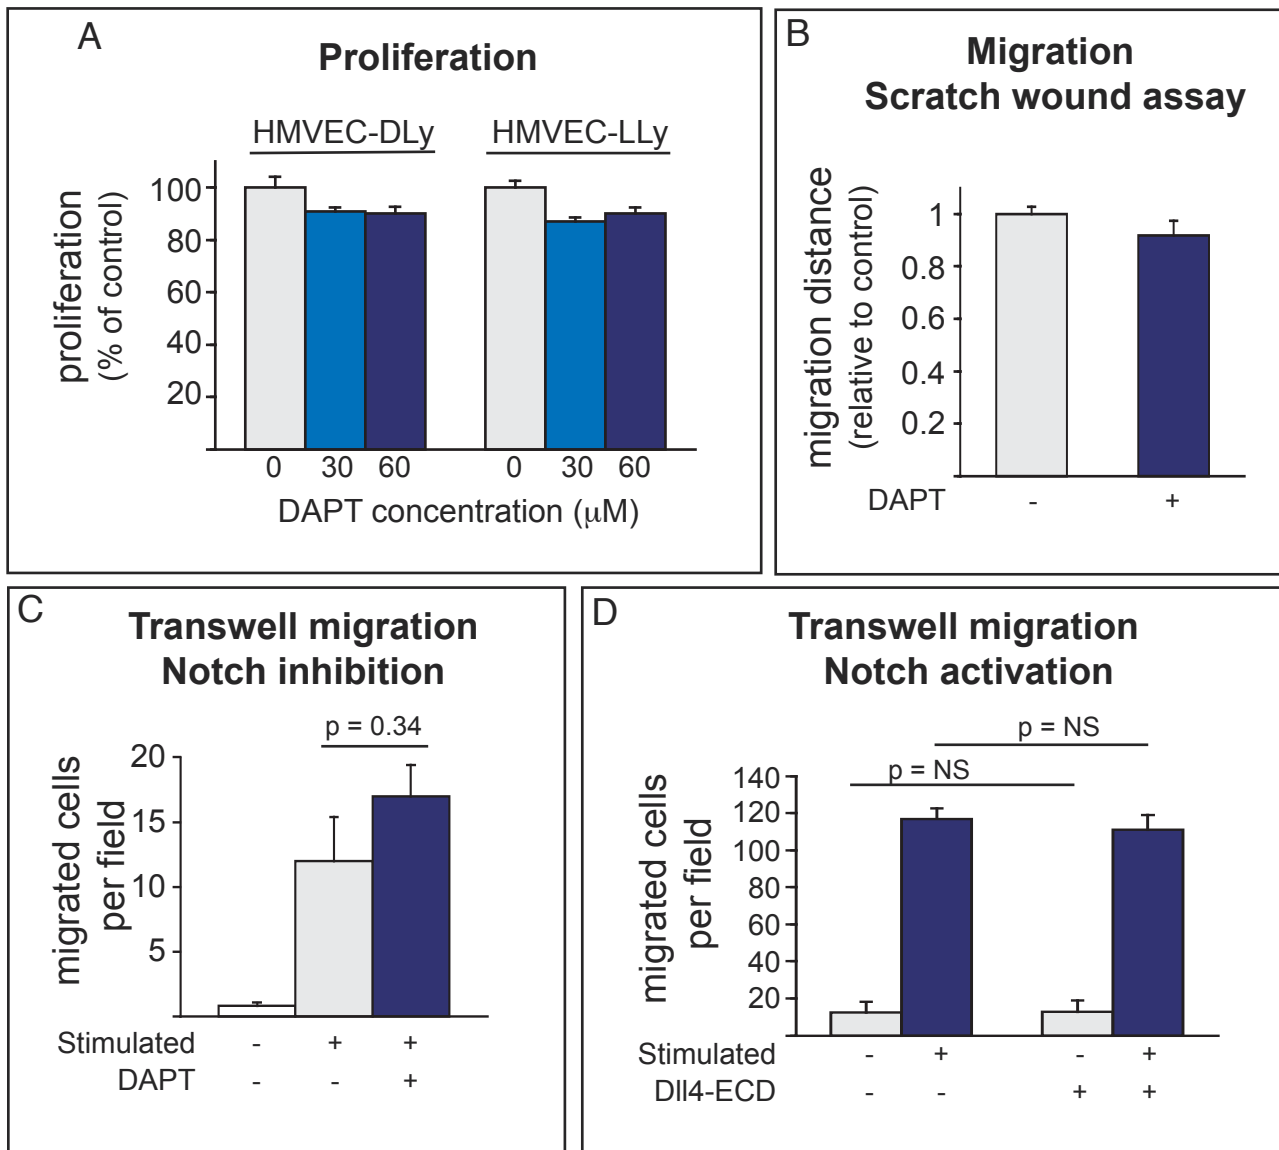 A
Proliferation
HMVEC-DLy
HMVEC-LLy
proliferation
(% of control)
100
80
60
40
20
0 30 60 0 30 60
DAPT concentration (μM)
B
Migration
Scratch wound assay
migration distance
(relative to control)
1
0.8
0.6
0.4
0.2
DAPT - +
C
Transwell migration
Notch inhibition
p = 0.34
migrated cells
per field
20
15
10
5
Stimulated - + +
DAPT - - +
D
Transwell migration
Notch activation
p = NS
p = NS
migrated cells
per field
140
120
100
80
60
40
20
Stimulated - + - +
Dll4-ECD - - + +